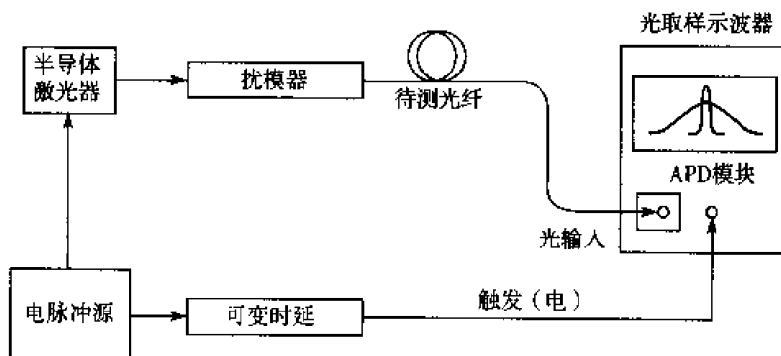 光取样示波器
半导体
激光器
扰模器
待测光纤
APD模块
光输入
电脉冲源
可变时延
触发（电）